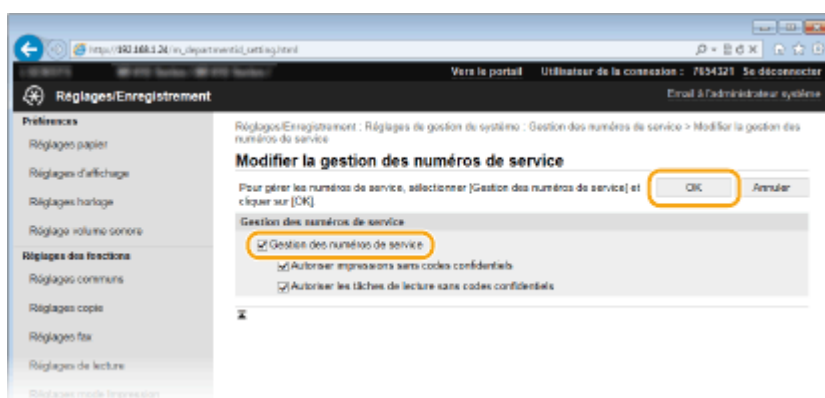 http://192.168.1.24/m_departmentid_setting.html
Vers le portail Utilisateur de la connexion : 7654321 Se déconnecter
Réglages/Enregistrement
Email à l'administrateur système
Préférences
Réglages papier
Réglages d'affichage
Réglages horloge
Réglage volume sonore
Réglages des fonctions
Réglages communs
Réglages copie
Réglages fax
Réglages de lecture
Réglages mode Impression
Réglages/Enregistrement : Réglages de gestion du système : Gestion des numéros de service > Modifier la gestion des
numéros de service
Modifier la gestion des numéros de service
Pour gérer les numéros de service, sélectionner [Gestion des numéros de service] et
cliquer sur [OK].
OK Annuler
Gestion des numéros de service
Gestion des numéros de service
Autoriser impressions sans codes confidentiels
Autoriser les tâches de lecture sans codes confidentiels